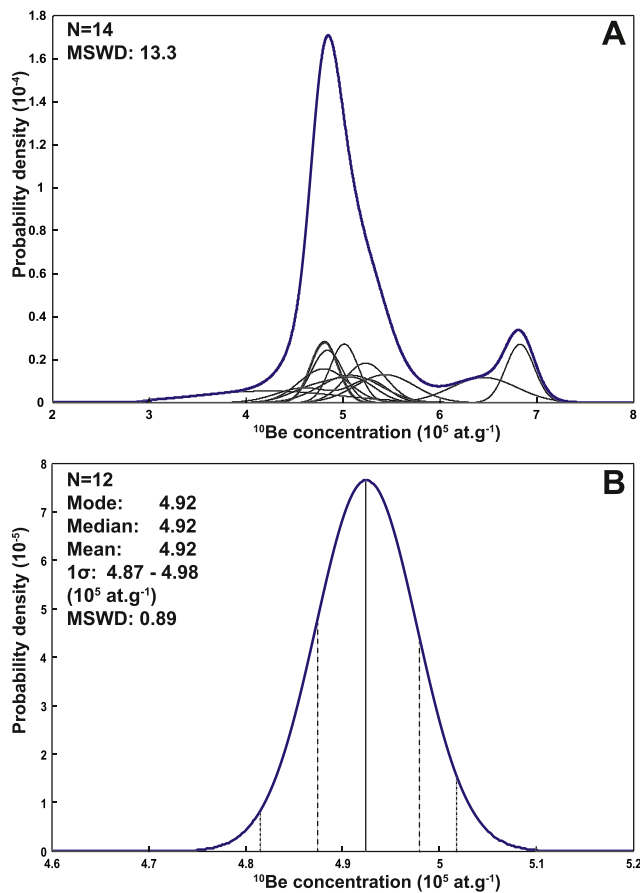 A
N=14
MSWD: 13.3
Probability density (10⁻⁴)
1.8
1.6
1.4
1.2
1
0.8
0.6
0.4
0.2
0
2 3 4 5 6 7 8
¹⁰Be concentration (10⁵ at.g⁻¹)
B
N=12
Mode: 4.92
Median: 4.92
Mean: 4.92
1σ: 4.87 - 4.98
(10⁵ at.g⁻¹)
MSWD: 0.89
Probability density (10⁻⁵)
8
7
6
5
4
3
2
1
0
4.6 4.7 4.8 4.9 5 5.1 5.2
¹⁰Be concentration (10⁵ at.g⁻¹)